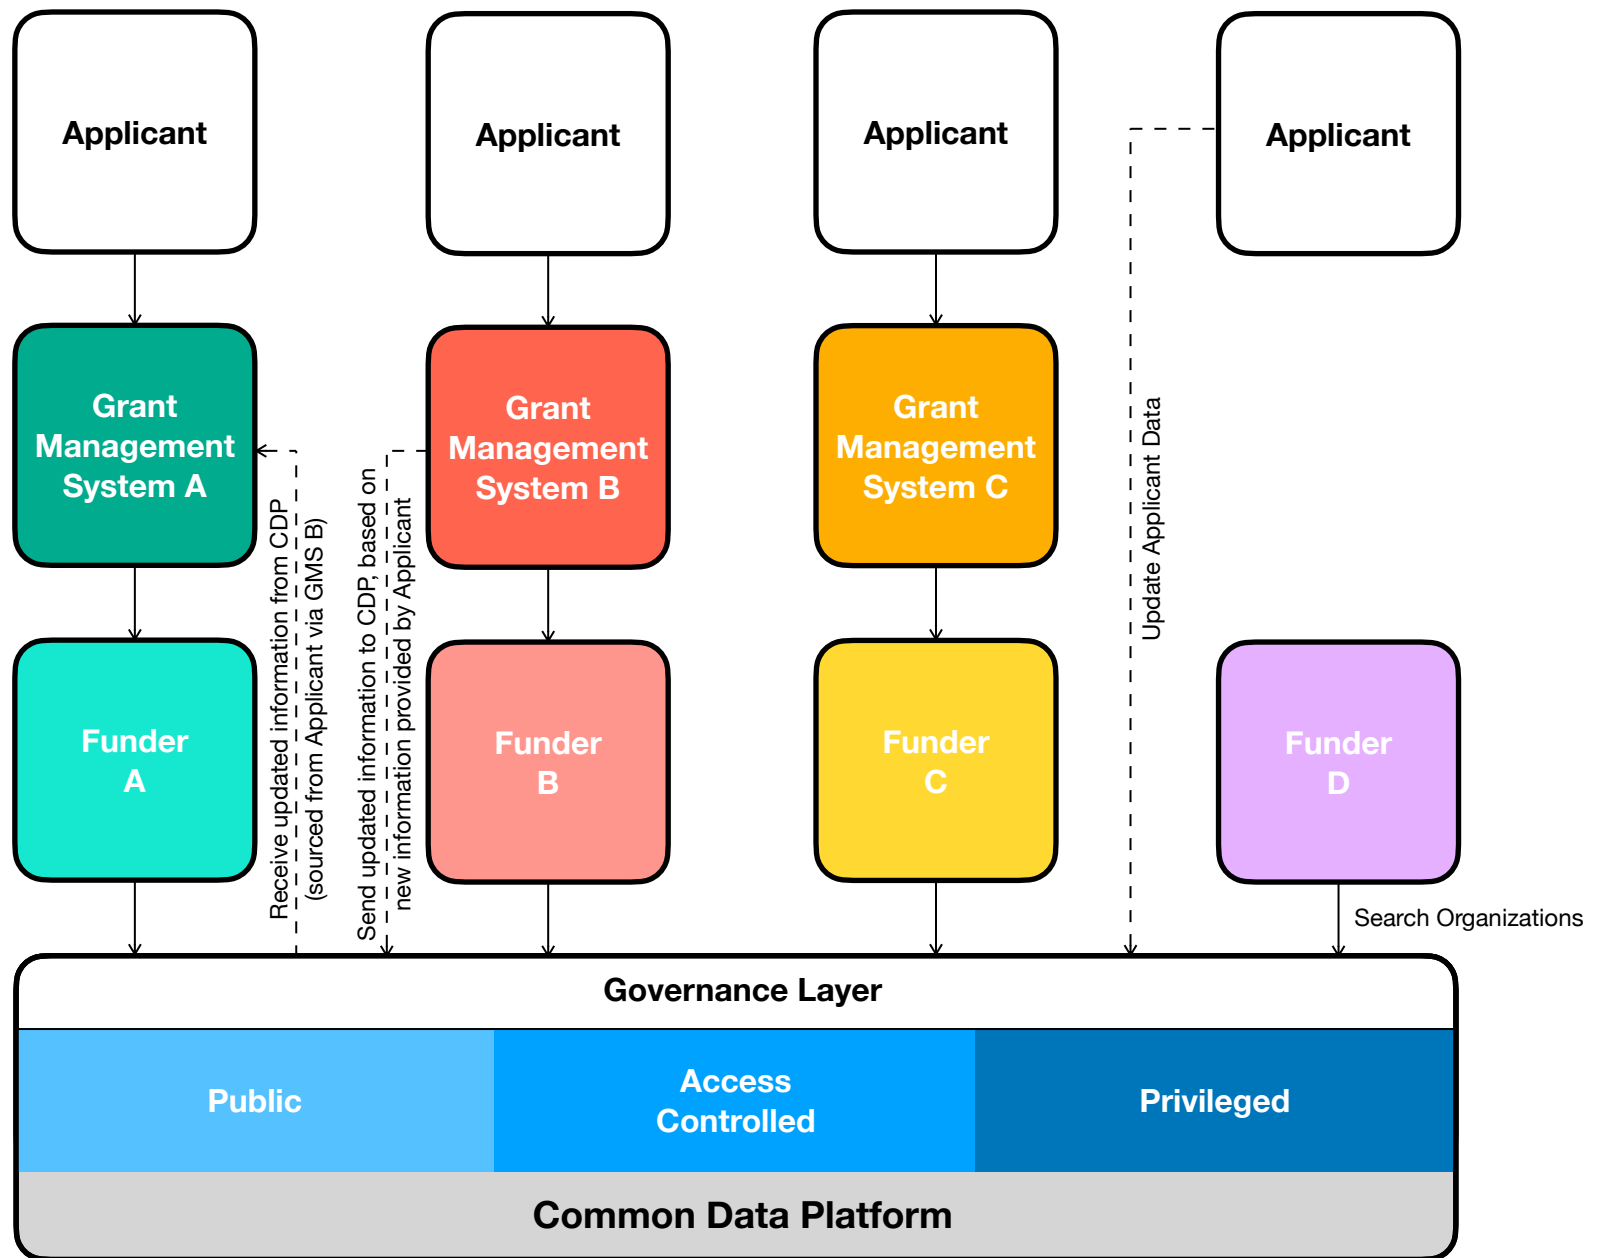 Applicant
Applicant
Applicant
Applicant
Grant
Management
System A
Grant
Management
System B
Grant
Management
System C
Receive updated information from CDP
(sourced from Applicant via GMS B)
Send updated information to CDP, based on
new information provided by Applicant
Update Applicant Data
Funder
A
Funder
B
Funder
C
Funder
D
Search Organizations
Governance Layer
Public
Access
Controlled
Privileged
Common Data Platform